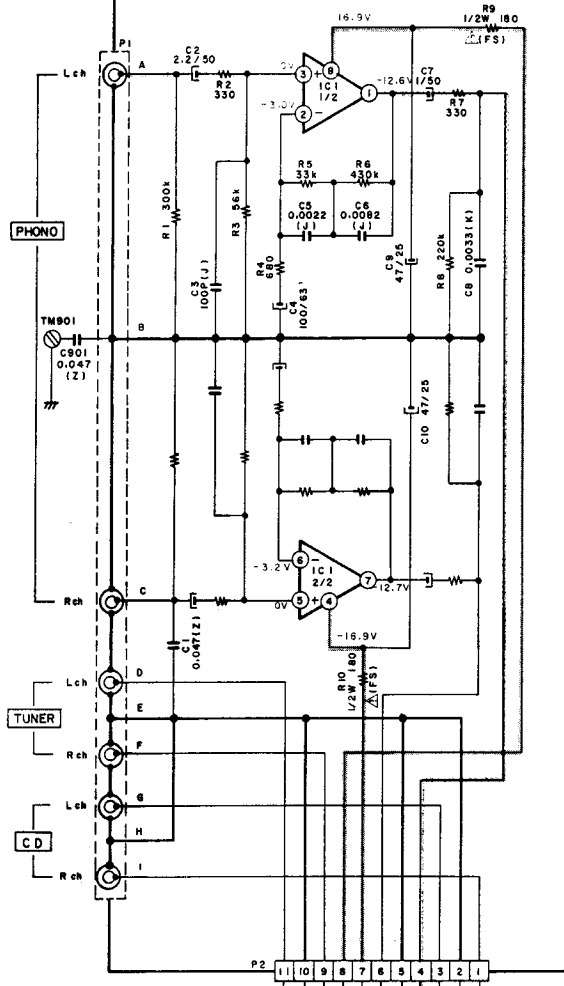 R9
1/2W 180
(FS)
16.9V
P1
Lch
A
C2
2.2/50
R2
330
0V
3
+
8
IC1
1/2
1
-12.6V
C7
1/50
R7
330
-3.0V
2
-
R5
33k
R6
430k
C5
0.0022
(J)
C6
0.0082
(J)
R1 300k
R3 56k
R4
680
C3
100P(J)
C4
100/63
C9
47/25
R8 220k
C8 0.0033(K)
PHONO
TM901
B
C901
0.047
(Z)
C10 47/25
6
-
IC1
2/2
7
-3.2V
-12.7V
5
+
4
0V
Rch
C
-16.9V
C1
0.047(Z)
R10
1/2W 180
(FS)
Lch
D
TUNER
E
Rch
F
Lch
G
CD
H
Rch
I
P2
11 10 9 8 7 6 5 4 3 2 1